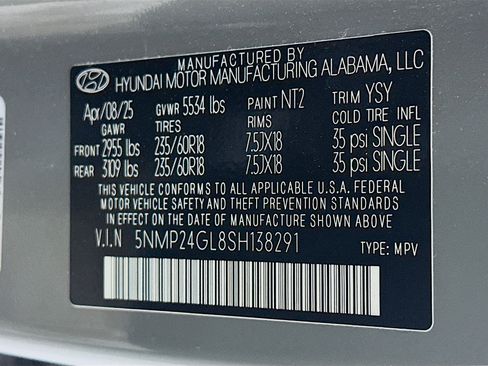 MANUFACTURED BY
HYUNDAI MOTOR MANUFACTURING ALABAMA, LLC
Apr/08/25 GVWR 5534 lbs PAINT NT2 TRIM YSY
GAWR TIRES RIMS COLD TIRE INFL
FRONT 2955 lbs 235/60R18 7.5JX18 35 psi SINGLE
REAR 3109 lbs 235/60R18 7.5JX18 35 psi SINGLE
THIS VEHICLE CONFORMS TO ALL APPLICABLE U.S.A. FEDERAL
MOTOR VEHICLE SAFETY AND THEFT PREVENTION STANDARDS
IN EFFECT ON THE DATE OF MANUFACTURE SHOWN ABOVE
V.I.N 5NMP24GL8SH138291 TYPE: MPV